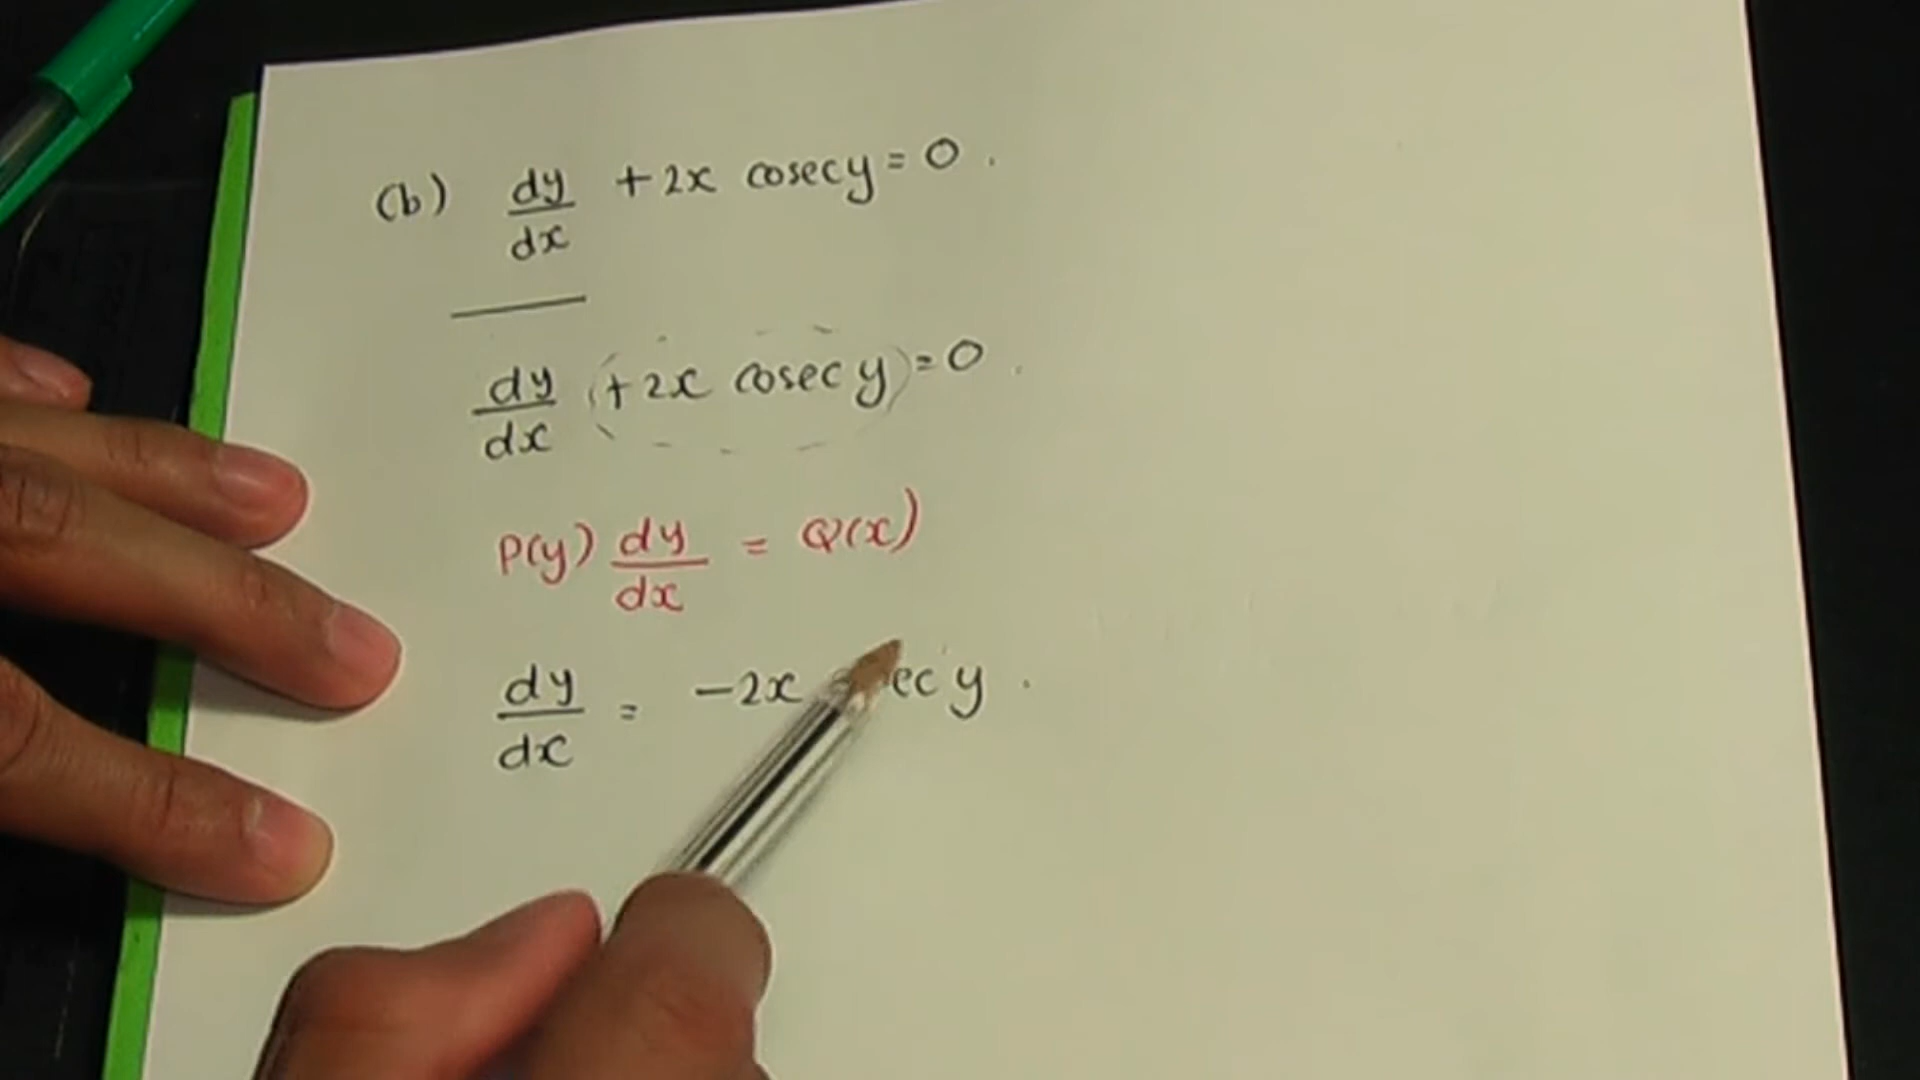 (b) dy/dx + 2x cosec y = 0 .
dy/dx (+ 2x cosec y) = 0 .
P(y) dy/dx = Q(x)
dy/dx = -2x y .